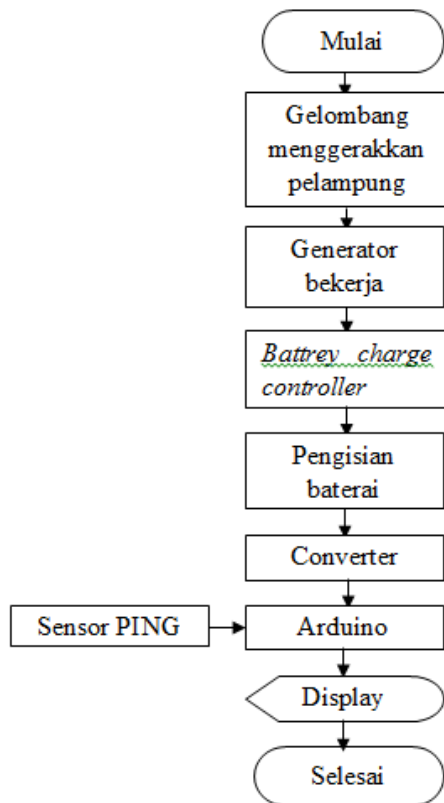 Mulai
Gelombang
menggerakkan
pelampung
Generator
bekerja
Battrey charge
controller
Pengisian
baterai
Converter
Sensor PING
Arduino
Display
Selesai